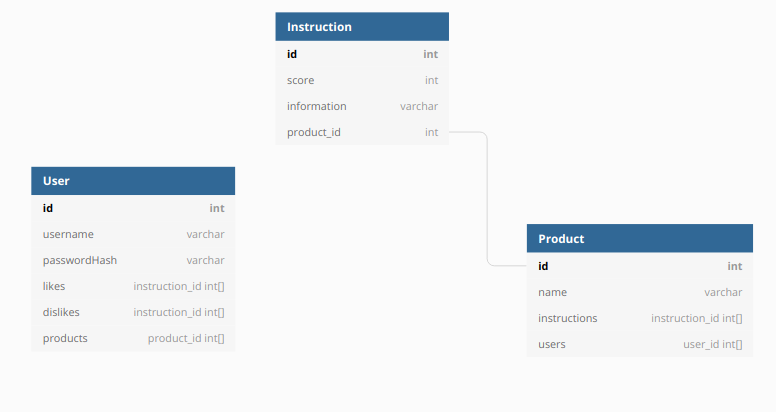 Instruction
id int
score int
information varchar
product_id int
User
id int
username varchar
passwordHash varchar
likes instruction_id int[]
dislikes instruction_id int[]
products product_id int[]
Product
id int
name varchar
instructions instruction_id int[]
users user_id int[]